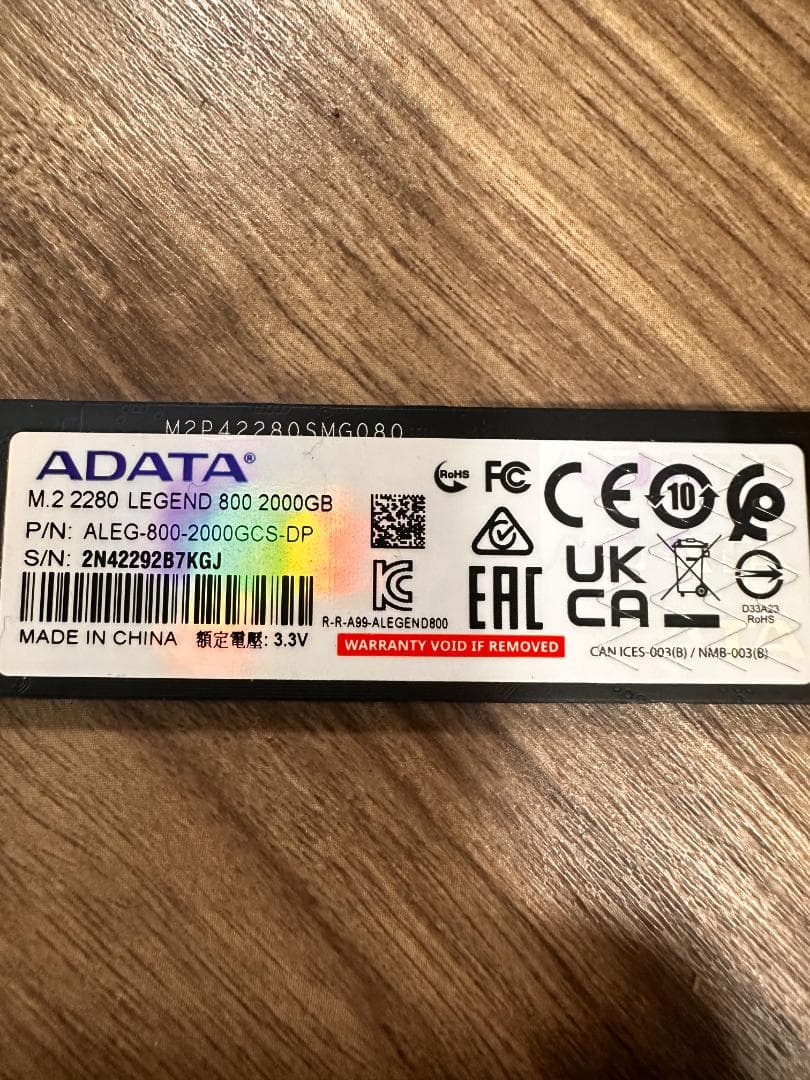 M2P42280SMG080
ADATA®
M.2 2280 LEGEND 800 2000GB
P/N: ALEG-800-2000GCS-DP
S/N: 2N42292B7KGJ
MADE IN CHINA 額定電壓: 3.3V
RoHS
FC
CE
10
EAC
UK
CA
R-R-A99-ALEGEND800
WARRANTY VOID IF REMOVED
D33A23
RoHS
CAN ICES-003(B) / NMB-003(B)